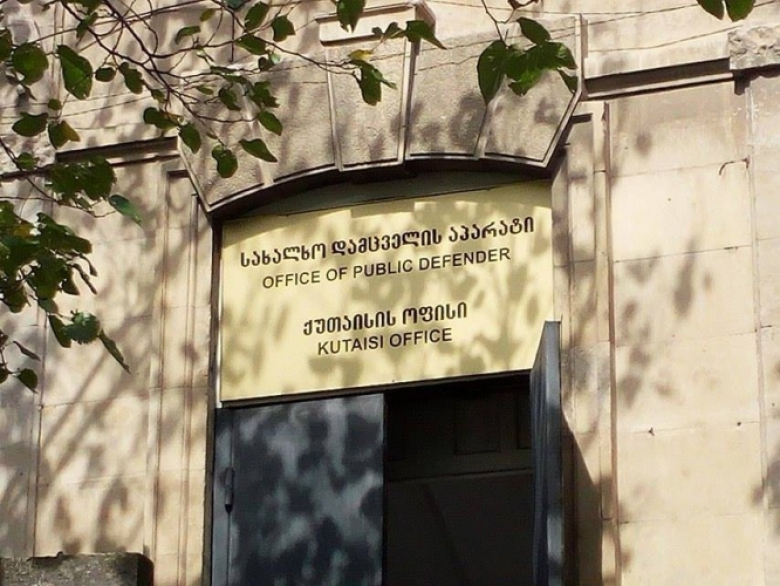 სახალხო დამცველის აპარატი
OFFICE OF PUBLIC DEFENDER
ქუთაისის ოფისი
KUTAISI OFFICE